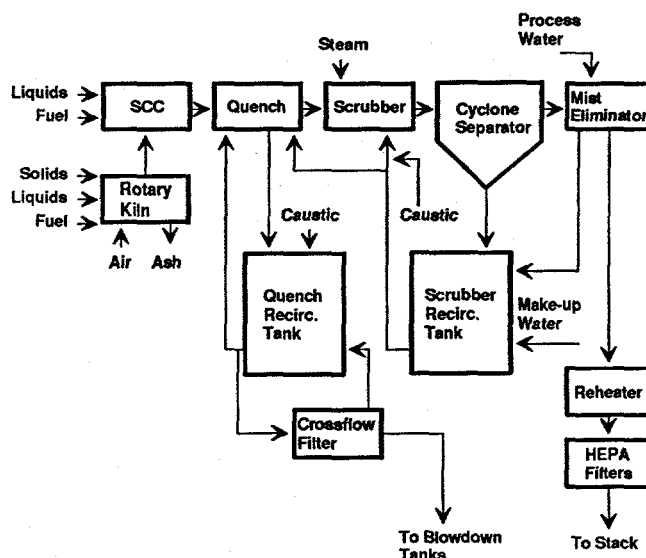 Steam
Process
Water
Liquids
Fuel
SCC
Quench
Scrubber
Cyclone
Separator
Mist
Eliminator
Solids
Liquids
Fuel
Rotary
Kiln
Air
Ash
Caustic
Caustic
Quench
Recirc.
Tank
Scrubber
Recirc.
Tank
Make-up
Water
Reheater
Crossflow
Filter
HEPA
Filters
To Blowdown
Tanks
To Stack